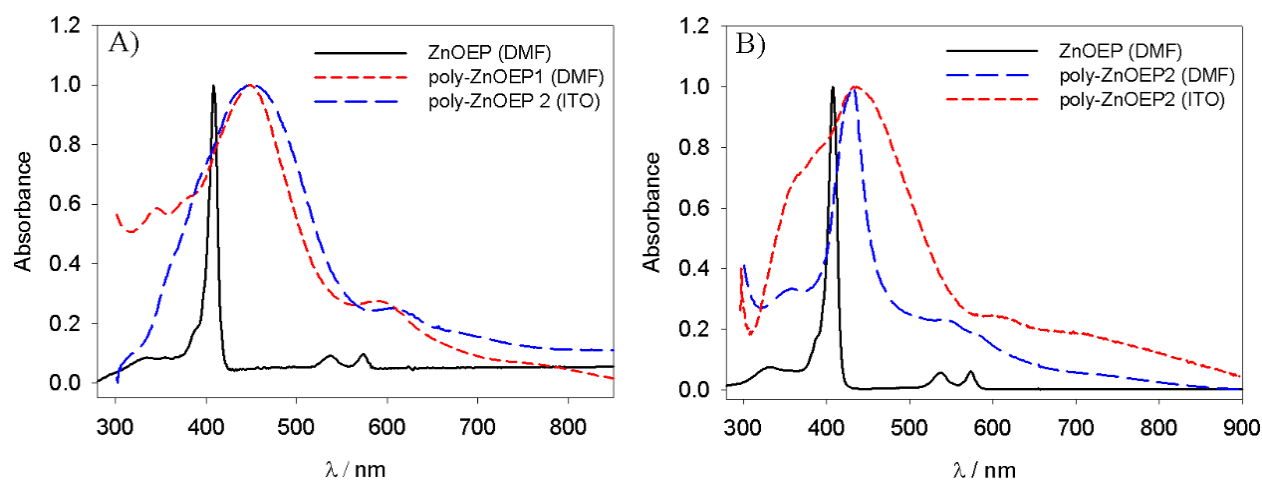 A)
ZnOEP (DMF)
poly-ZnOEP1 (DMF)
poly-ZnOEP 2 (ITO)
Absorbance
1.2
1.0
0.8
0.6
0.4
0.2
0.0
300 400 500 600 700 800
λ / nm
B)
ZnOEP (DMF)
poly-ZnOEP2 (DMF)
poly-ZnOEP2 (ITO)
Absorbance
1.2
1.0
0.8
0.6
0.4
0.2
0.0
300 400 500 600 700 800 900
λ / nm